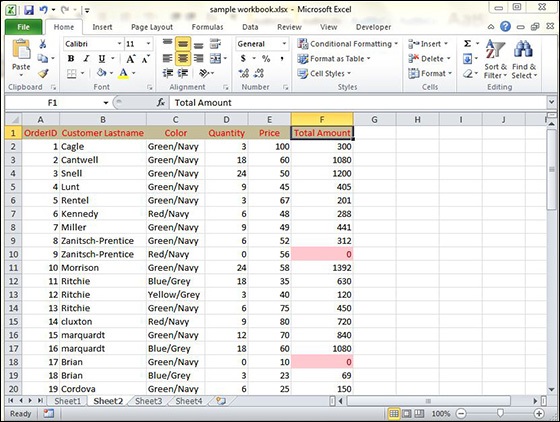 sample workbook.xlsx - Microsoft Excel
File Home Insert Page Layout Formulas Data Review View
Calibri 11 General Conditional Formatting Insert Σ
Paste B I U A $ % , Format as Table Delete Sort & Filter Find & Select
Cell Styles Format
Clipboard Font Alignment Number Styles Cells Editing
F1 fx Total Amount
A B C D E F G H I J K
1 OrderID Customer Lastname Color Quantity Price Total Amount
2 1 Cagle Green/Navy 3 100 300
3 2 Cantwell Green/Navy 18 60 1080
4 3 Snell Green/Navy 24 50 1200
5 4 Lunt Green/Navy 9 45 405
6 5 Rentel Green/Navy 3 67 201
7 6 Kennedy Red/Navy 6 48 288
8 7 Miller Green/Navy 9 49 441
9 8 Zanitsch-Prentice Green/Navy 6 52 312
10 9 Zanitsch-Prentice Red/Navy 0 56 0
11 10 Morrison Green/Navy 24 58 1392
12 11 Ritchie Blue/Grey 18 35 630
13 12 Ritchie Yellow/Grey 3 40 120
14 13 Ritchie Green/Navy 6 75 450
15 14 cluxton Red/Navy 9 80 720
16 15 marquardt Green/Navy 12 70 840
17 16 marquardt Blue/Grey 18 60 1080
18 17 Brian Green/Navy 0 10 0
19 18 Brian Blue/Grey 3 23 69
20 19 Cordova Green/Navy 6 25 150
Sheet1 Sheet2 Sheet3 Sheet4
Ready 100%